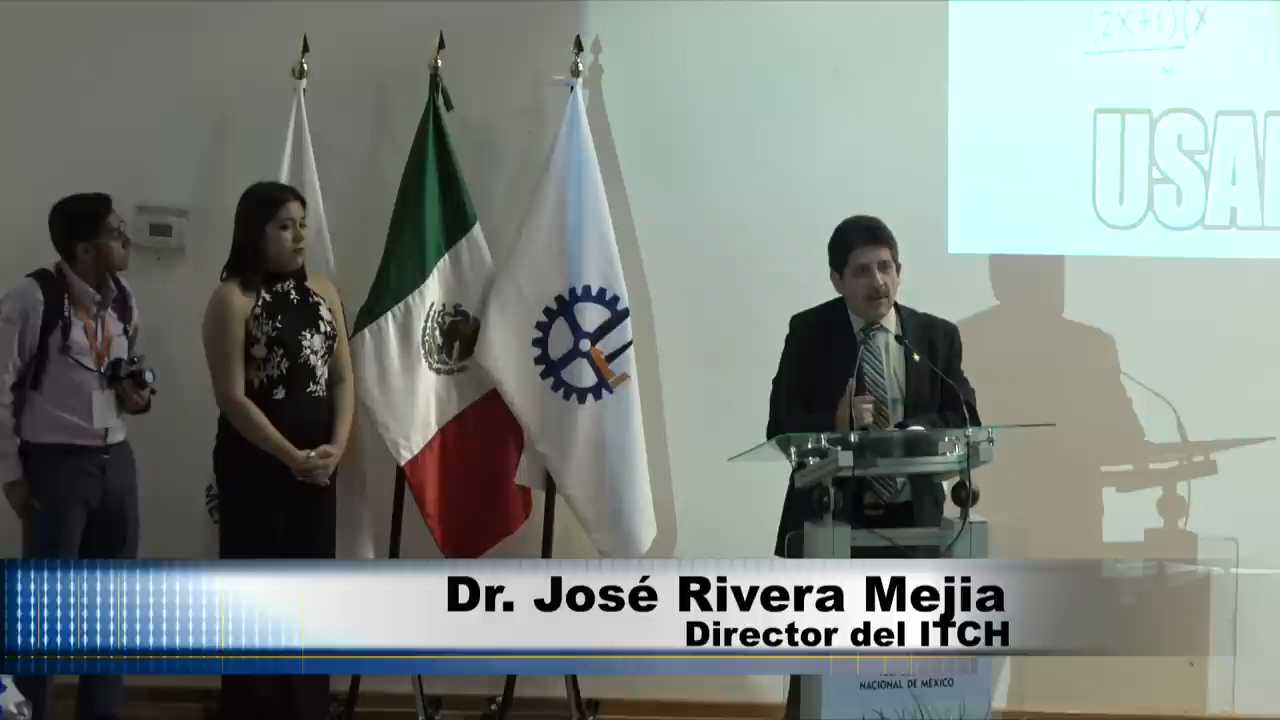 (2x+1)(x
USA
Dr. José Rivera Mejia
Director del ITCH
NACIONAL DE MÉXICO